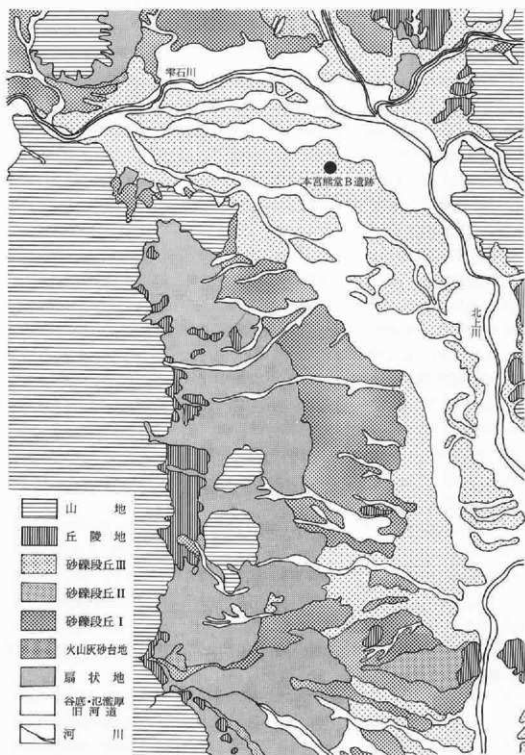 雫石川
本宮熊堂B遺跡
北上川
山地
丘陵地
砂礫段丘Ⅲ
砂礫段丘Ⅱ
砂礫段丘Ⅰ
火山灰砂台地
扇状地
谷底・氾濫原
旧河道
河川